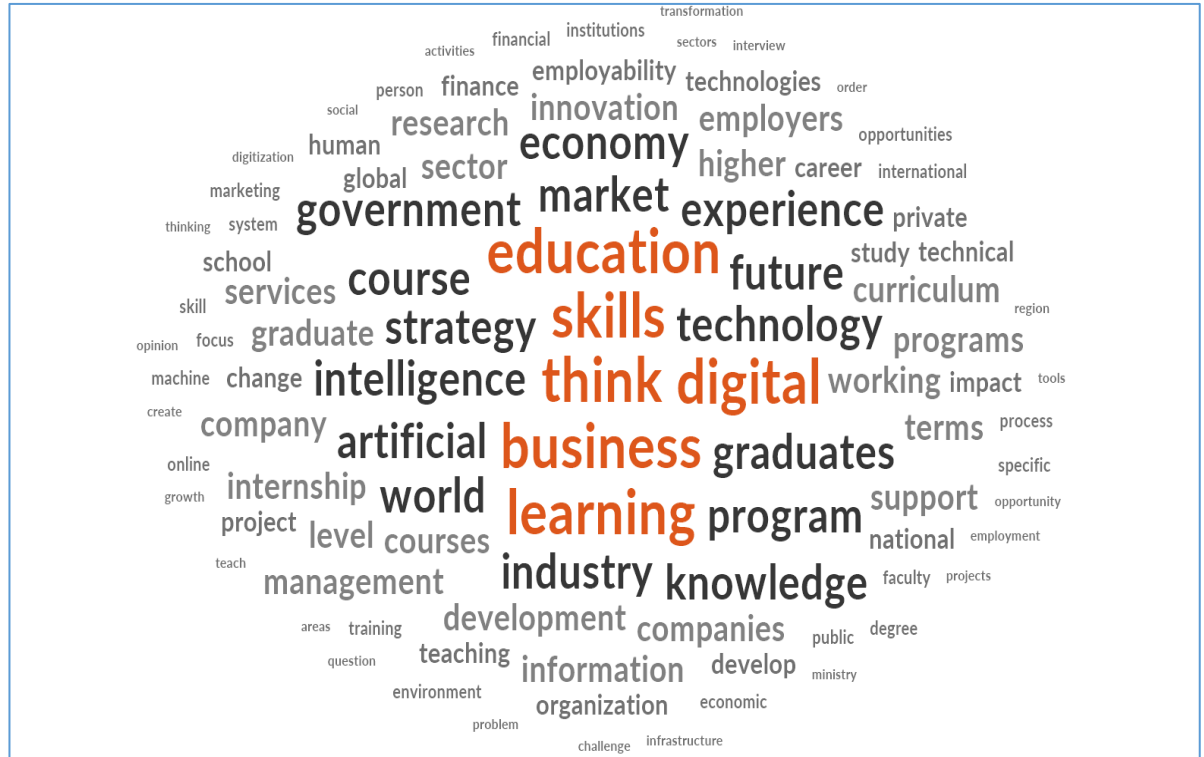 transformation
financial institutions
activities sectors interview
employability technologies
person finance order
social innovation employers
research opportunities
human economy
digitization sector higher career international
global
marketing market
government experience private
thinking system
education study technical
school course future
services curriculum
skill skills region
graduate strategy technology programs
opinion focus
machine change intelligence think digital working impact tools
create
company terms process
artificial business graduates
online specific
internship world support opportunity
growth
project learning program
level courses national employment
teach
industry knowledge faculty projects
management
development companies
areas training public degree
question teaching information develop ministry
environment
organization economic
problem
challenge infrastructure